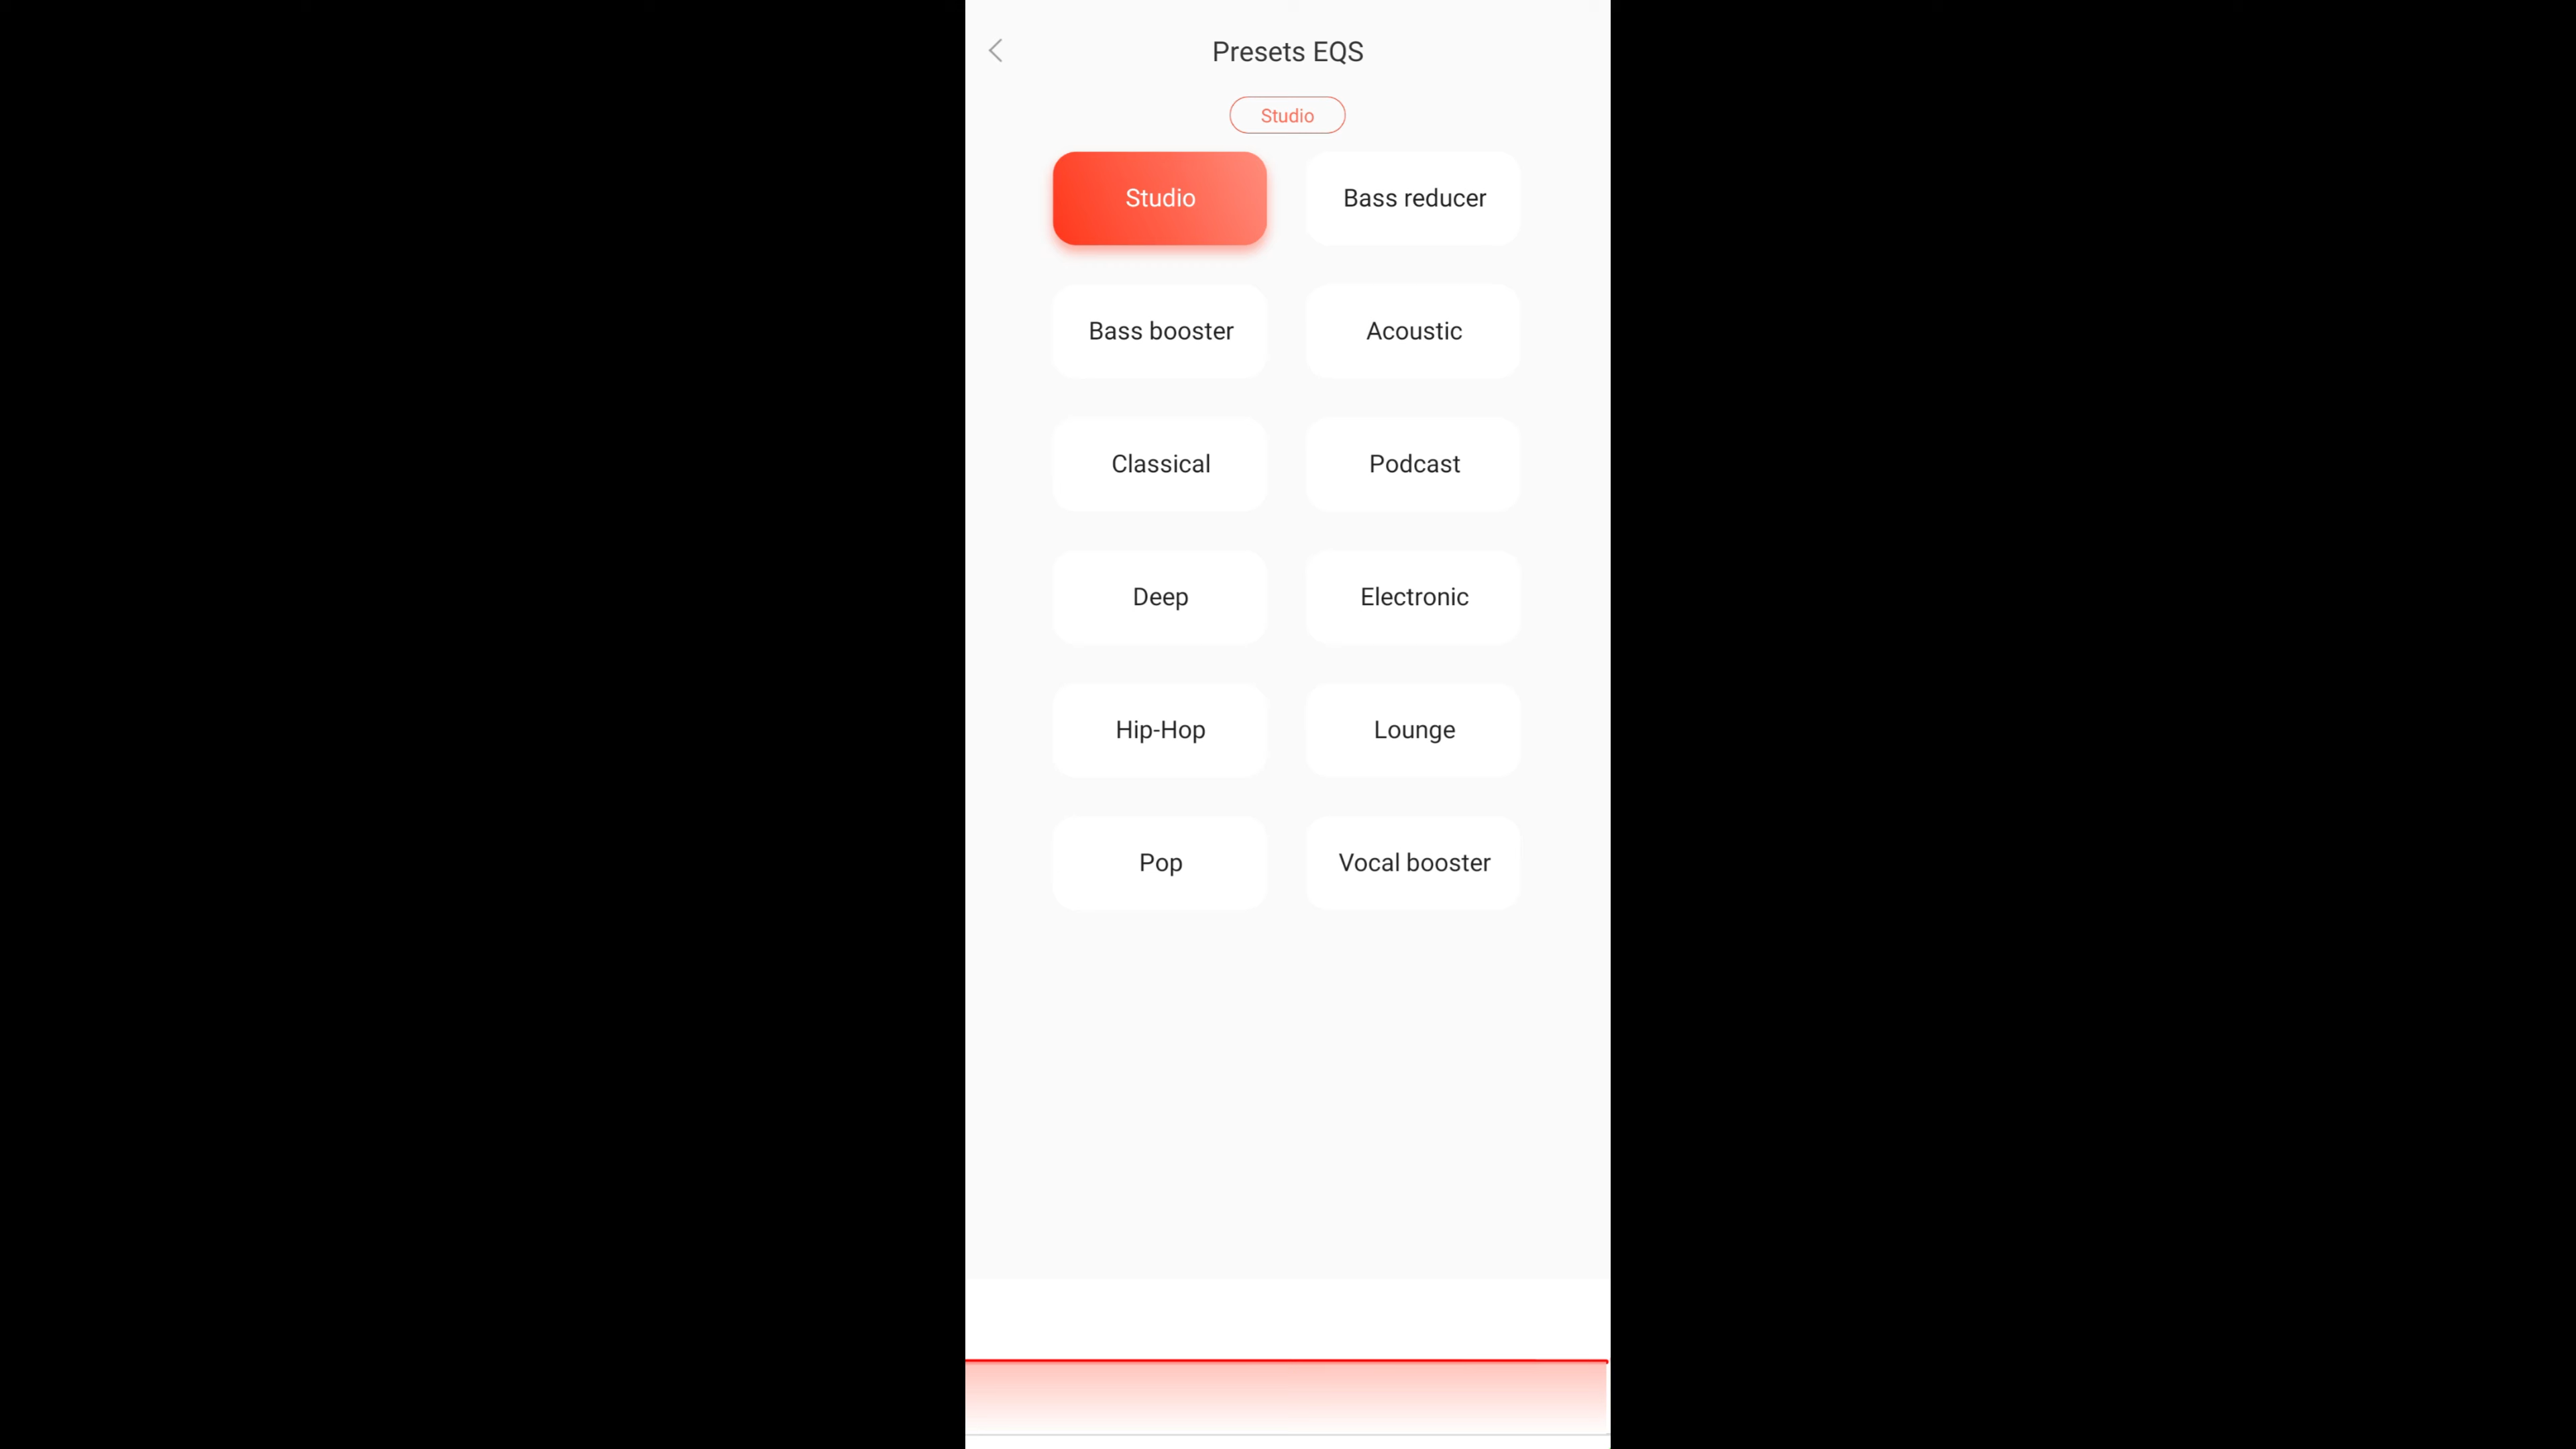 Presets EQS
Studio
Studio
Bass reducer
Bass booster
Acoustic
Classical
Podcast
Deep
Electronic
Hip-Hop
Lounge
Pop
Vocal booster